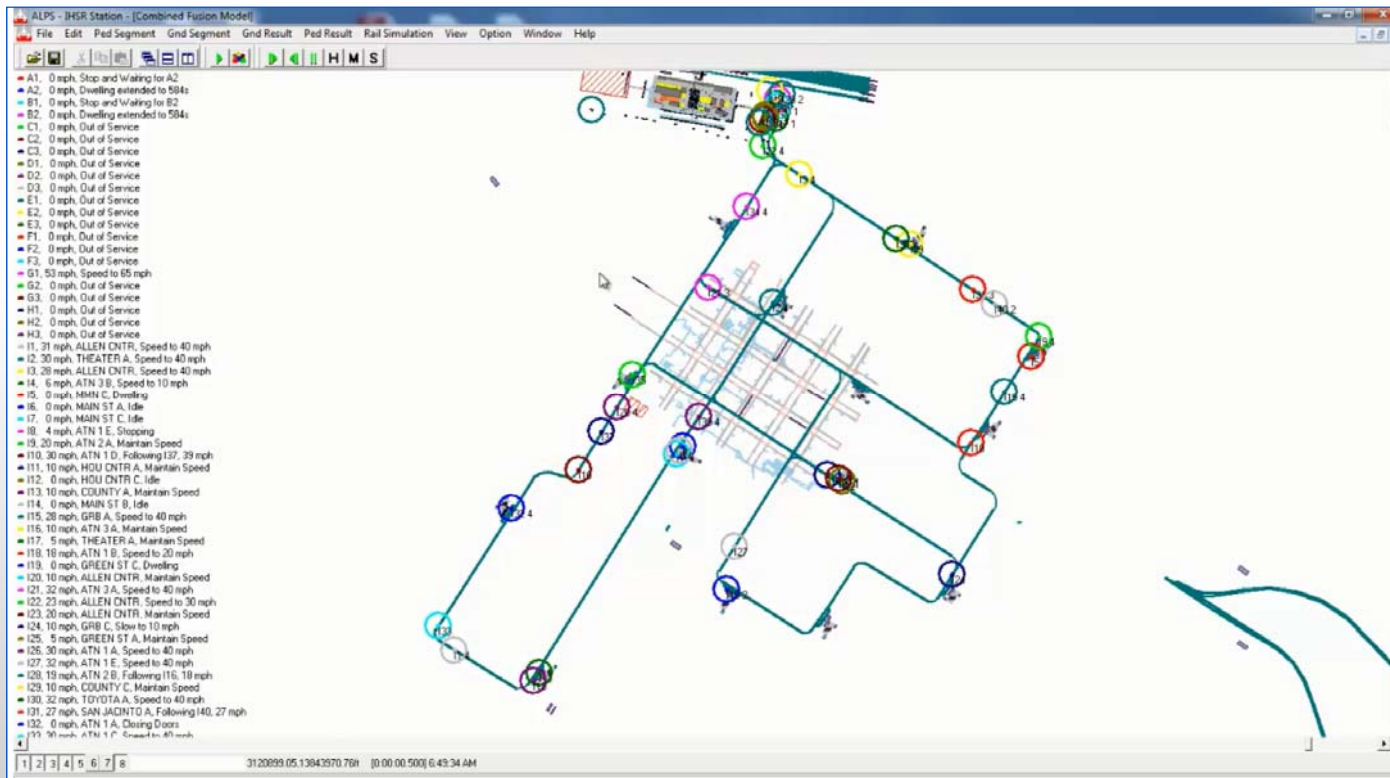 ALPS - IHSR Station - [Combined Fusion Model]
File Edit Ped Segment Gnd Segment Gnd Result Ped Result Rail Simulation View Option Window Help
H M S
A1, 0 mph, Stop and Waiting for A2
A2, 0 mph, Dwelling extended to 584s
B1, 0 mph, Stop and Waiting for B2
B2, 0 mph, Dwelling extended to 584s
C1, 0 mph, Out of Service
C2, 0 mph, Out of Service
C3, 0 mph, Out of Service
D1, 0 mph, Out of Service
D2, 0 mph, Out of Service
D3, 0 mph, Out of Service
E1, 0 mph, Out of Service
E2, 0 mph, Out of Service
E3, 0 mph, Out of Service
F1, 0 mph, Out of Service
F2, 0 mph, Out of Service
F3, 0 mph, Out of Service
G1, 53 mph, Speed to 65 mph
G2, 0 mph, Out of Service
G3, 0 mph, Out of Service
H1, 0 mph, Out of Service
H2, 0 mph, Out of Service
H3, 0 mph, Out of Service
I1, 31 mph, ALLEN CNTR, Speed to 40 mph
I2, 30 mph, THEATER A, Speed to 40 mph
I3, 28 mph, ALLEN CNTR, Speed to 40 mph
I4, 6 mph, ATN 3 B, Speed to 10 mph
I5, 0 mph, MMN C, Dwelling
I6, 0 mph, MAIN ST A, Idle
I7, 0 mph, MAIN ST C, Idle
I8, 4 mph, ATN 1 E, Stopping
I9, 20 mph, ATN 2 A, Maintain Speed
I10, 30 mph, ATN 1 D, Following I37, 39 mph
I11, 10 mph, HOU CNTR A, Maintain Speed
I12, 0 mph, HOU CNTR C, Idle
I13, 10 mph, COUNTY A, Maintain Speed
I14, 0 mph, MAIN ST B, Idle
I15, 28 mph, GRB A, Speed to 40 mph
I16, 10 mph, ATN 3 A, Maintain Speed
I17, 5 mph, THEATER A, Maintain Speed
I18, 18 mph, ATN 1 B, Speed to 20 mph
I19, 0 mph, GREEN ST C, Dwelling
I20, 10 mph, ALLEN CNTR, Maintain Speed
I21, 32 mph, ATN 3 A, Speed to 40 mph
I22, 23 mph, ALLEN CNTR, Speed to 30 mph
I23, 20 mph, ALLEN CNTR, Maintain Speed
I24, 10 mph, GRB C, Slow to 10 mph
I25, 5 mph, GREEN ST A, Maintain Speed
I26, 30 mph, ATN 1 A, Speed to 40 mph
I27, 32 mph, ATN 1 E, Speed to 40 mph
I28, 19 mph, ATN 2 B, Following I16, 18 mph
I29, 10 mph, COUNTY C, Maintain Speed
I30, 32 mph, TOYOTA A, Speed to 40 mph
I31, 27 mph, SAN JACINTO A, Following I40, 27 mph
I32, 0 mph, ATN 1 A, Closing Doors
I33, 30 mph, ATN 1 C, Speed to 40 mph
I27
1 2 3 4 5 6 7 8
3120899.05,13843970.76ft [0:00:00.500] 6:49:34 AM